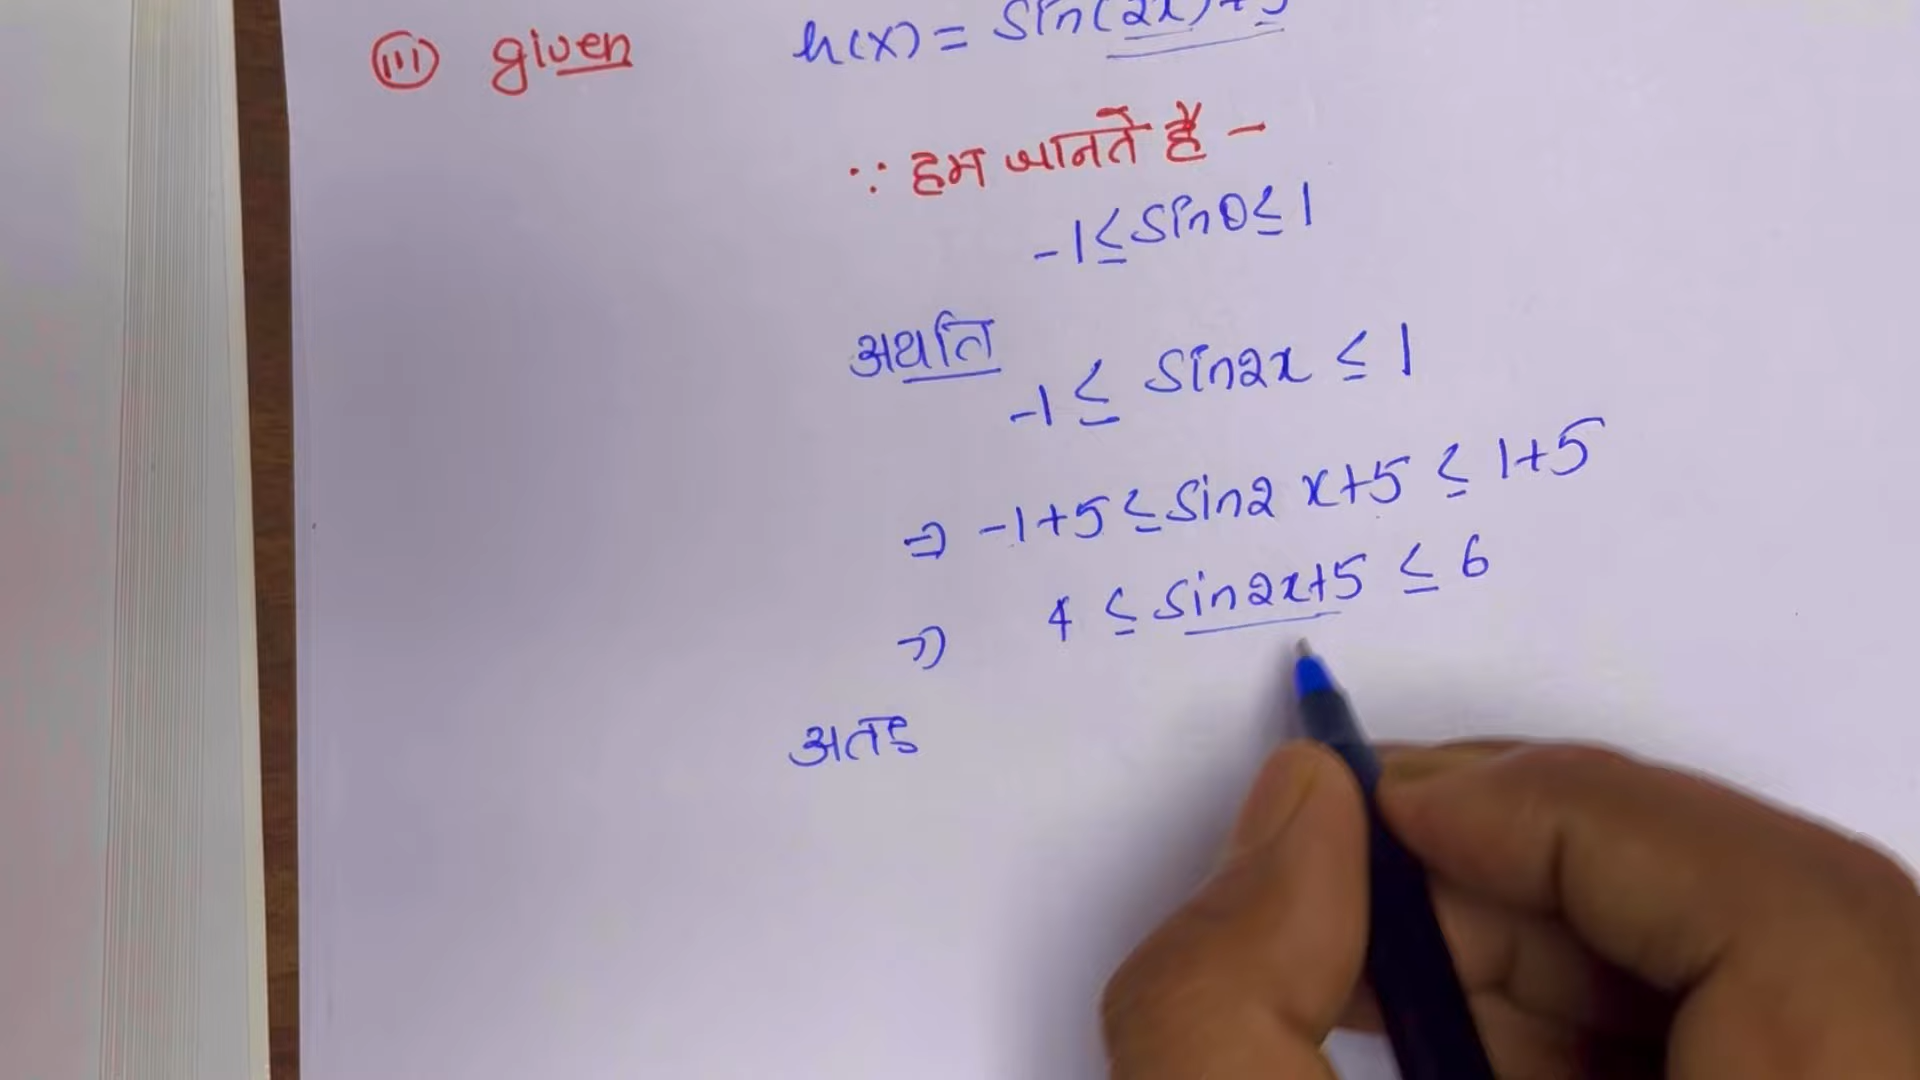 (iii) given h(x) = Sin(2x)+5
∵ हम जानते हैं -
-1 ≤ Sinθ ≤ 1
अर्थात -1 ≤ Sin2x ≤ 1
⇒ -1+5 ≤ Sin2x+5 ≤ 1+5
⇒ 4 ≤ Sin2x+5 ≤ 6
अतः